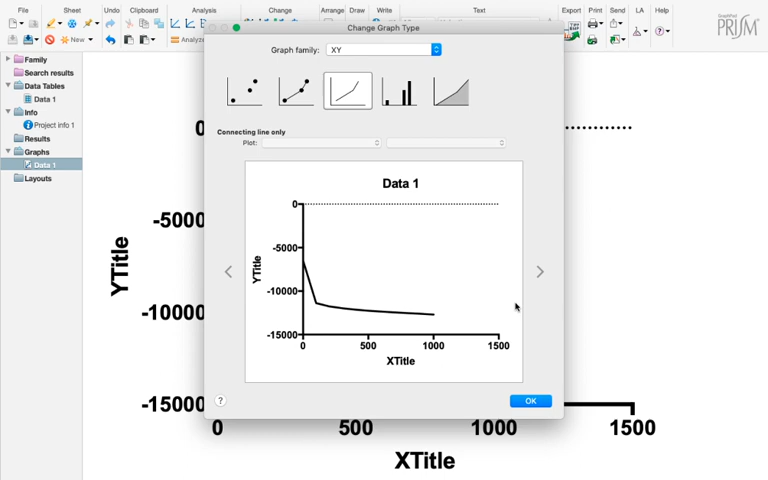 File
Sheet
Undo
Clipboard
Analysis
Change
Arrange
Draw
Write
Text
Export
Print
Send
LA
Help
GraphPad
PRISM
New
Analyze
Change Graph Type
Graph family: XY
Connecting line only
Plot:
Data 1
0
-5000
-10000
-15000
YTitle
0 500 1000 1500
XTitle
?
OK
Family
Search results
Data Tables
Data 1
Info
Project info 1
Results
Graphs
Data 1
Layouts
0
-5000
-10000
-15000
YTitle
0 500 1000 1500
XTitle